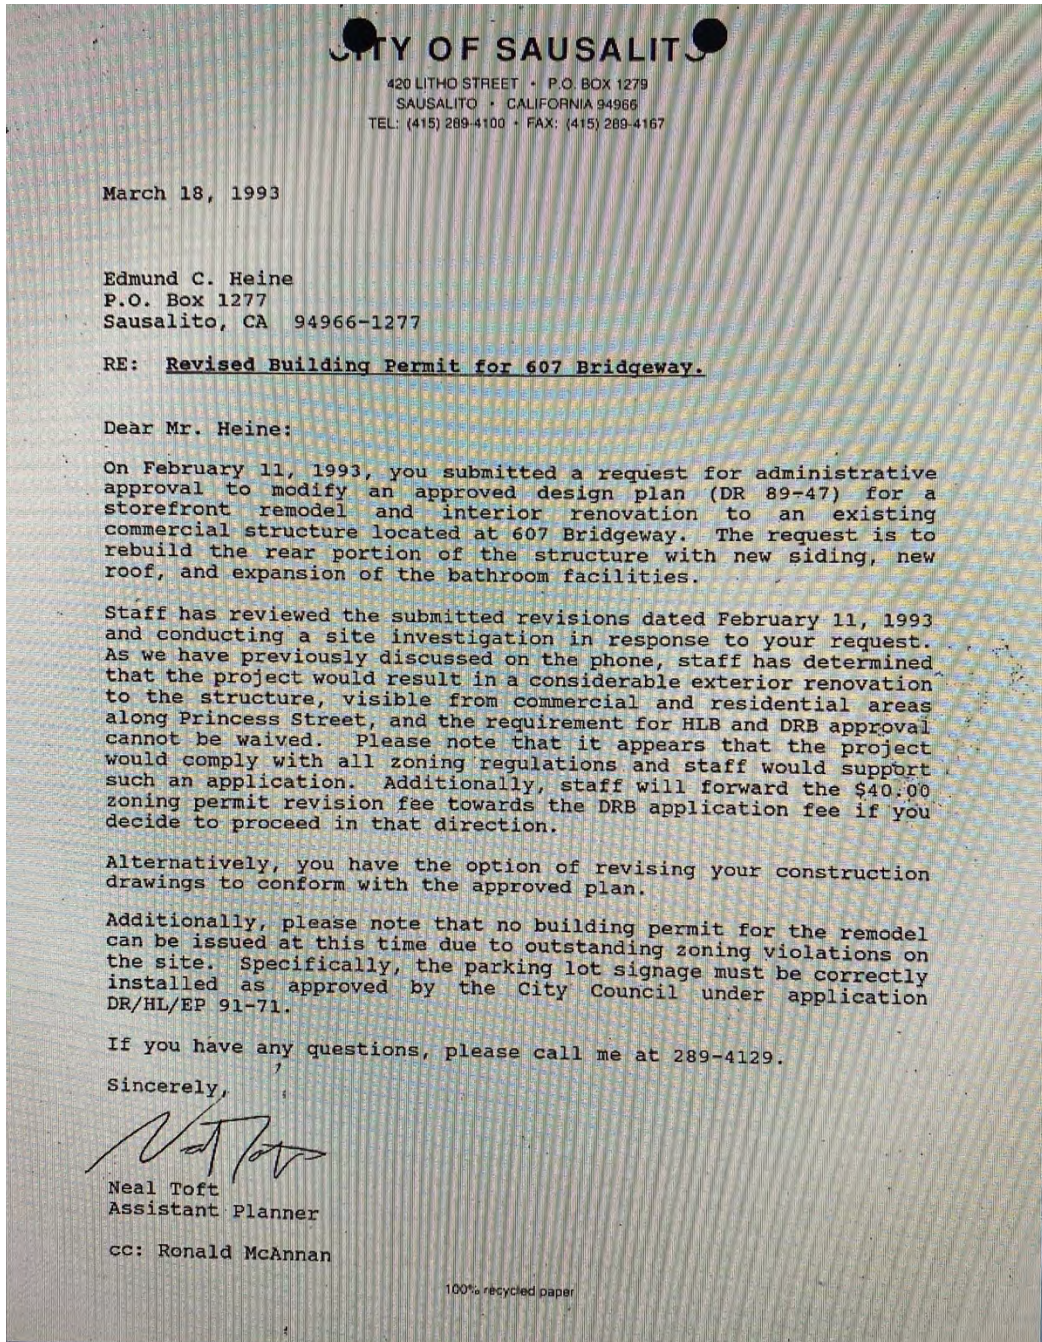 CITY OF SAUSALITO
420 LITHO STREET • P.O. BOX 1279
SAUSALITO • CALIFORNIA 94966
TEL: (415) 289-4100 • FAX: (415) 289-4167
March 18, 1993
Edmund C. Heine
P.O. Box 1277
Sausalito, CA 94966-1277
RE: Revised Building Permit for 607 Bridgeway.
Dear Mr. Heine:
On February 11, 1993, you submitted a request for administrative
approval to modify an approved design plan (DR 89-47) for a
storefront remodel and interior renovation to an existing
commercial structure located at 607 Bridgeway. The request is to
rebuild the rear portion of the structure with new siding, new
roof, and expansion of the bathroom facilities.
Staff has reviewed the submitted revisions dated February 11, 1993
and conducting a site investigation in response to your request.
As we have previously discussed on the phone, staff has determined
that the project would result in a considerable exterior renovation
to the structure, visible from commercial and residential areas
along Princess Street, and the requirement for HLB and DRB approval
cannot be waived. Please note that it appears that the project
would comply with all zoning regulations and staff would support
such an application. Additionally, staff will forward the $40.00
zoning permit revision fee towards the DRB application fee if you
decide to proceed in that direction.
Alternatively, you have the option of revising your construction
drawings to conform with the approved plan.
Additionally, please note that no building permit for the remodel
can be issued at this time due to outstanding zoning violations on
the site. Specifically, the parking lot signage must be correctly
installed as approved by the City Council under application
DR/HL/EP 91-71.
If you have any questions, please call me at 289-4129.
Sincerely,
Neal Toft
Neal Toft
Assistant Planner
cc: Ronald McAnnan
100% recycled paper